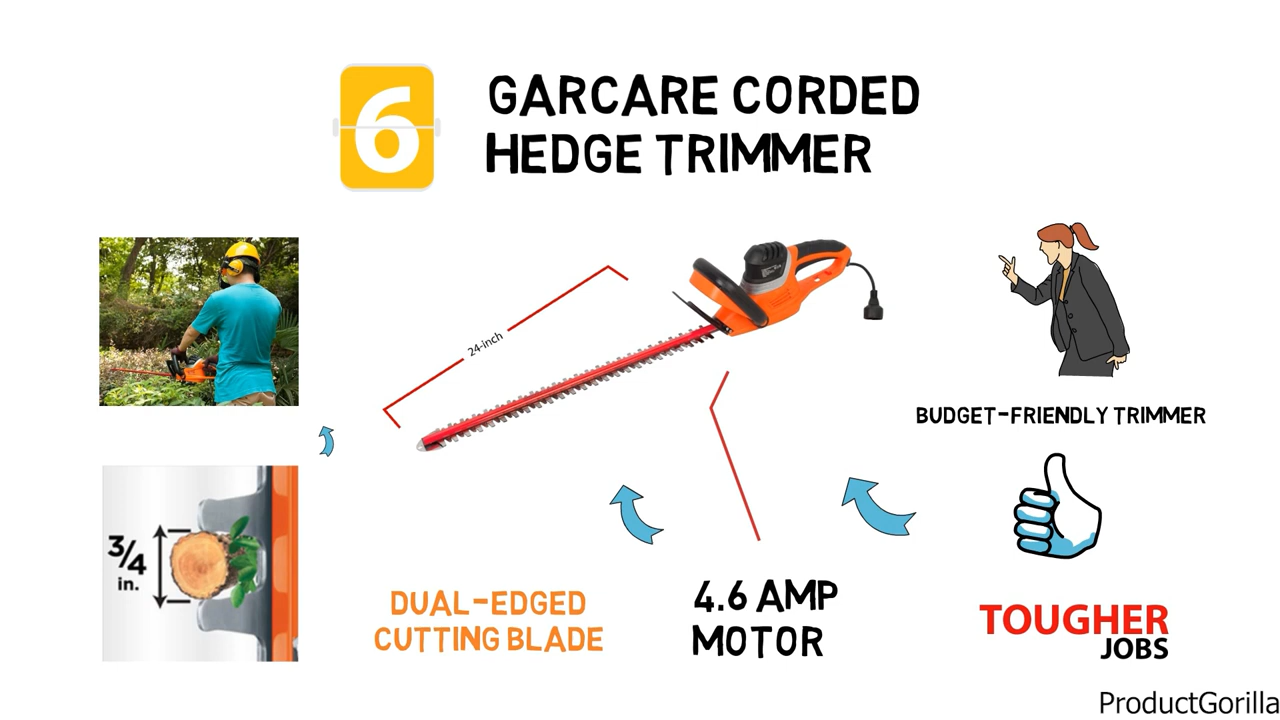 6
GARCARE CORDED
HEDGE TRIMMER
24-inch
BUDGET-FRIENDLY TRIMMER
3/4
in.
DUAL-EDGED
CUTTING BLADE
4.6 AMP
MOTOR
TOUGHER
JOBS
ProductGorilla